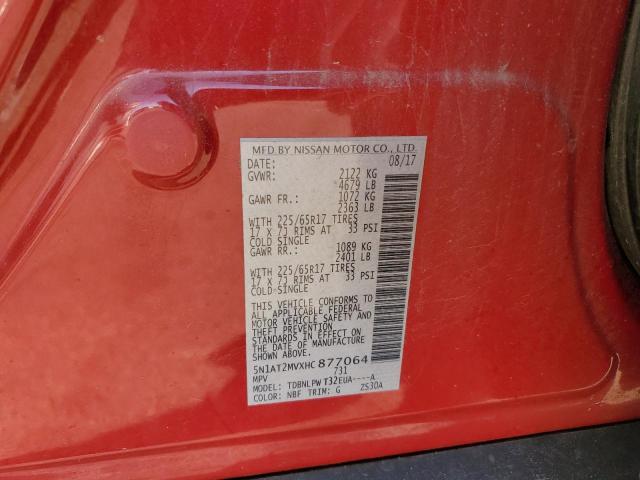 MFD BY NISSAN MOTOR CO., LTD.
DATE: 08/17
GVWR: 2122 KG
4679 LB
GAWR FR.: 1072 KG
2363 LB
WITH 225/65R17 TIRES
17 X 7J RIMS AT 33 PSI
COLD SINGLE
GAWR RR.: 1089 KG
2401 LB
WITH 225/65R17 TIRES
17 X 7J RIMS AT 33 PSI
COLD-SINGLE
THIS VEHICLE CONFORMS TO
ALL APPLICABLE FEDERAL
MOTOR VEHICLE SAFETY AND
THEFT PREVENTION
STANDARDS IN EFFECT ON
THE DATE OF MANUFACTURE
SHOWN ABOVE.
5N1AT2MVXHC877064
731
MPV
MODEL: TDBNLPW T32EUA----A
COLOR: NBF TRIM: G ZS30A